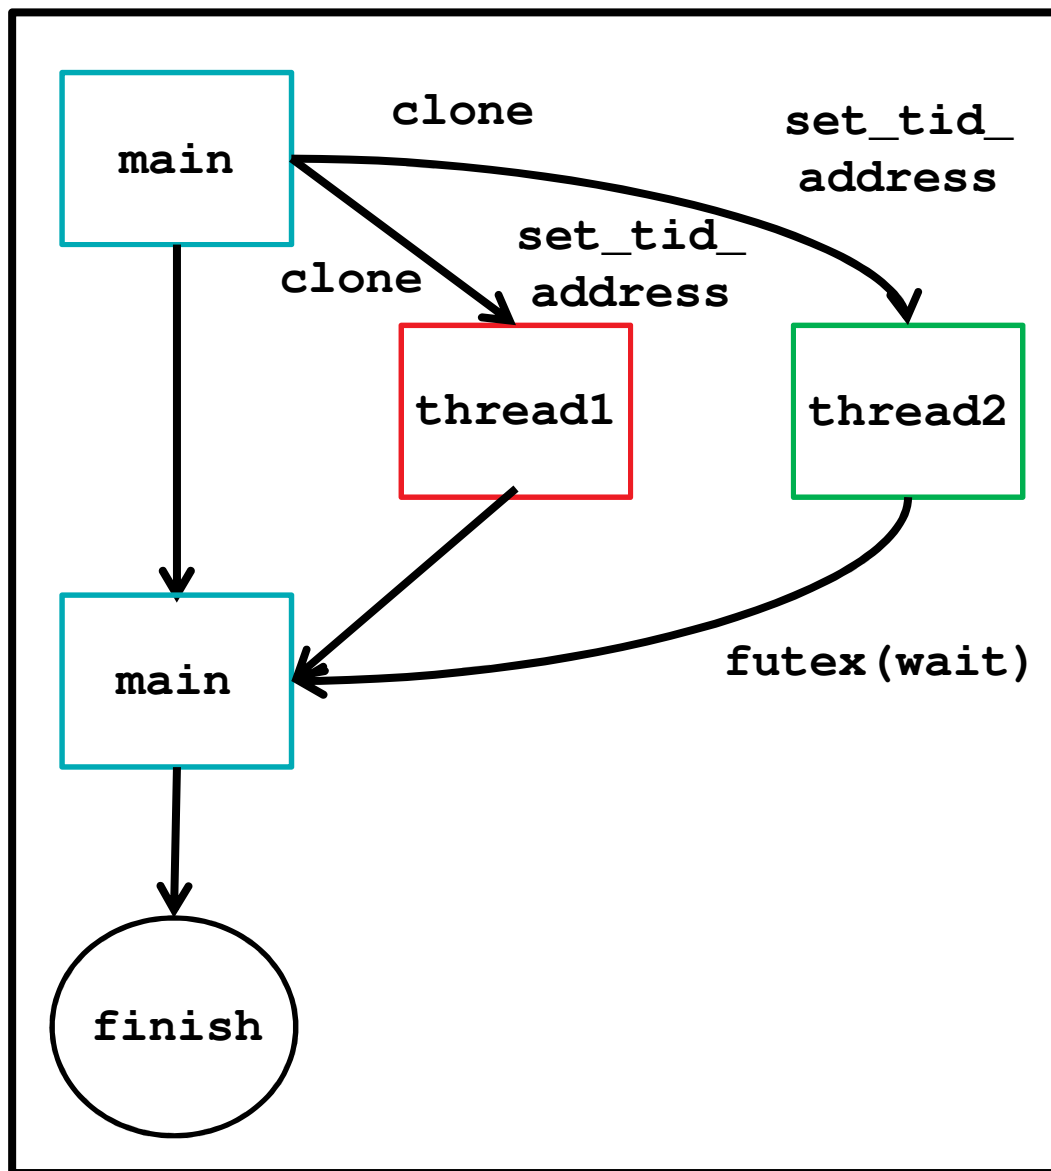 clone
set_tid_
address
main
set_tid_
address
clone
thread1
thread2
main
futex(wait)
finish